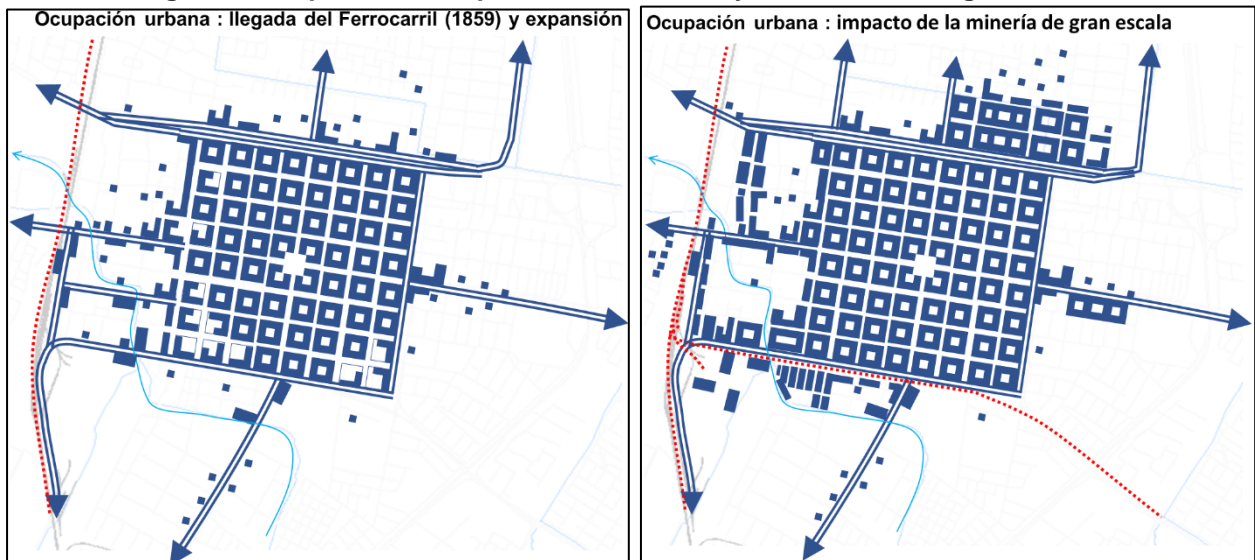 Ocupación urbana : llegada del Ferrocarril (1859) y expansión
Ocupación urbana : impacto de la minería de gran escala